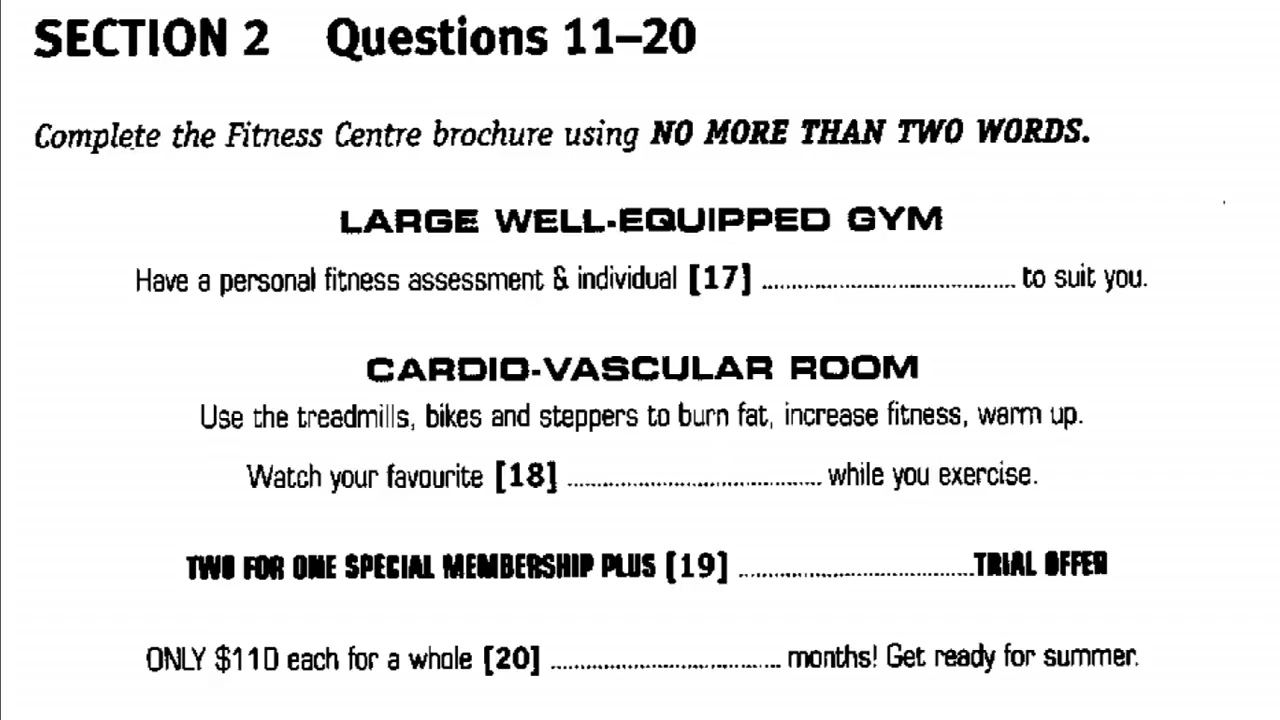 SECTION 2 Questions 11–20
Complete the Fitness Centre brochure using NO MORE THAN TWO WORDS.
LARGE WELL-EQUIPPED GYM
Have a personal fitness assessment & individual [17] ........................................ to suit you.
CARDIO-VASCULAR ROOM
Use the treadmills, bikes and steppers to burn fat, increase fitness, warm up.
Watch your favourite [18] ........................................ while you exercise.
TWO FOR ONE SPECIAL MEMBERSHIP PLUS [19] .....................................TRIAL OFFER
ONLY $110 each for a whole [20] ..................................... months! Get ready for summer.